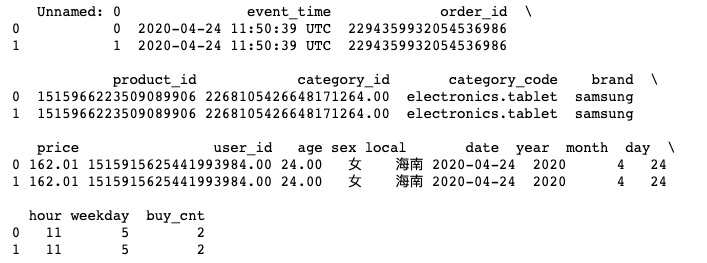 Unnamed: 0 event_time order_id \
0 0 2020-04-24 11:50:39 UTC 2294359932054536986
1 1 2020-04-24 11:50:39 UTC 2294359932054536986
product_id category_id category_code brand \
0 1515966223509089906 2268105426648171264.00 electronics.tablet samsung
1 1515966223509089906 2268105426648171264.00 electronics.tablet samsung
price user_id age sex local date year month day \
0 162.01 1515915625441993984.00 24.00 女 海南 2020-04-24 2020 4 24
1 162.01 1515915625441993984.00 24.00 女 海南 2020-04-24 2020 4 24
hour weekday buy_cnt
0 11 5 2
1 11 5 2